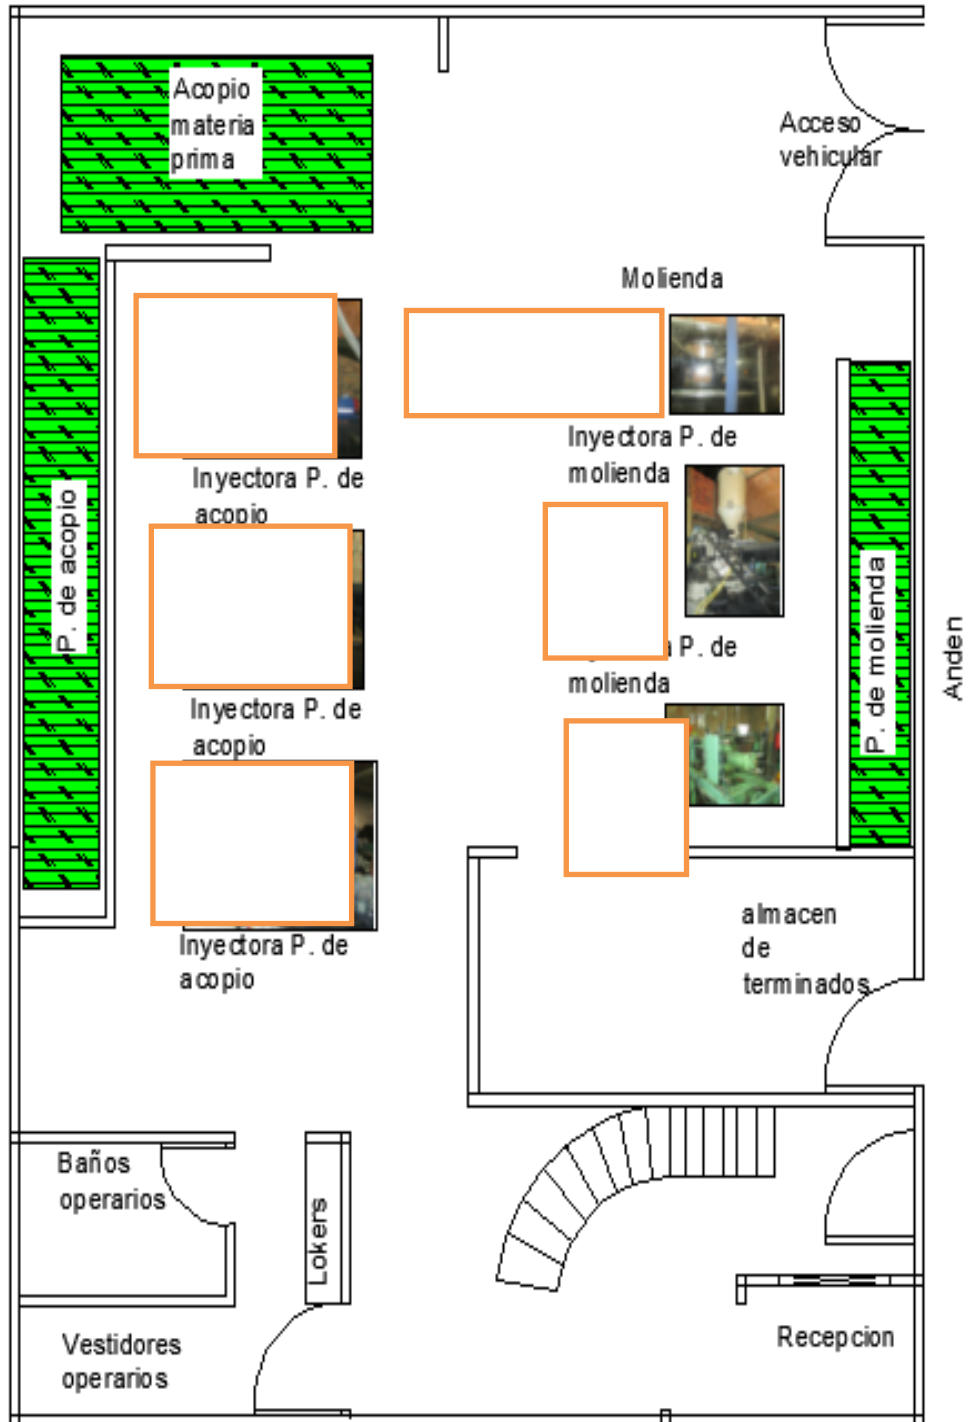 Acopio
materia
prima
Acceso
vehicular
Molienda
Inyectora P. de
molienda
Inyectora P. de
acopio
P. de acopio
a P. de
molienda
P. de molienda
Anden
Inyectora P. de
acopio
Inyectora P. de
acopio
almacen
de
terminados
Baños
operarios
Lokers
Vestidores
operarios
Recepcion